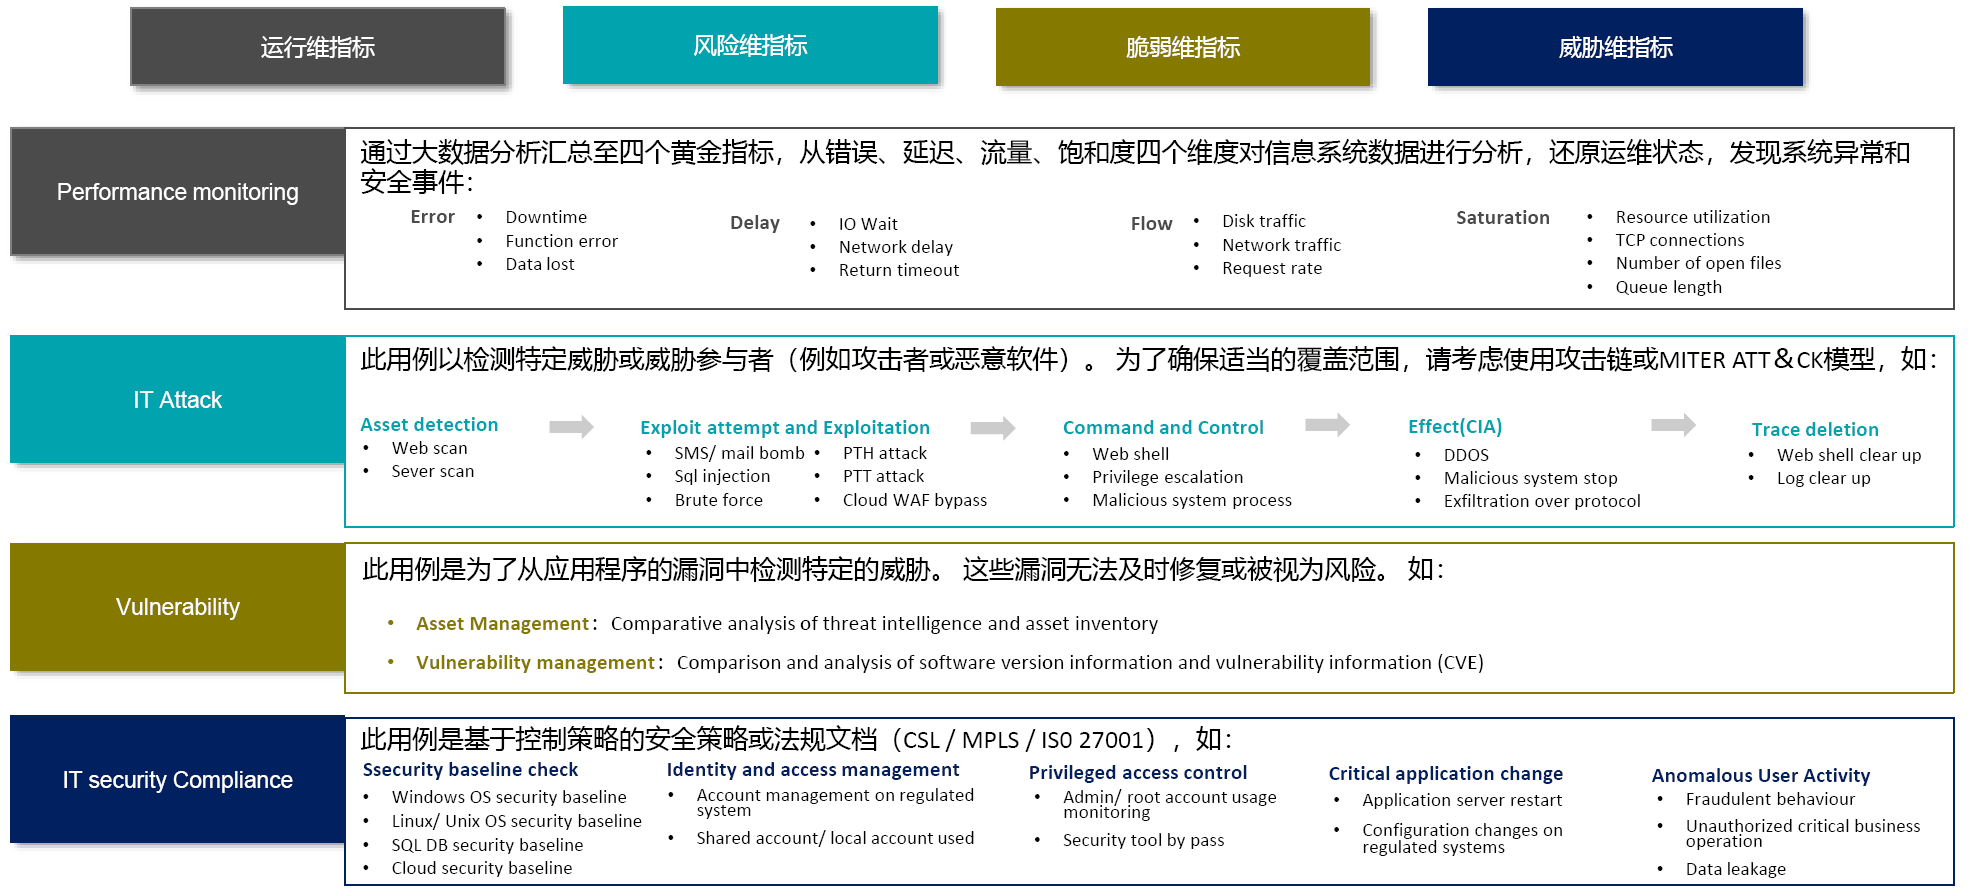 运行维指标
风险维指标
脆弱维指标
威胁维指标
Performance monitoring
通过大数据分析汇总至四个黄金指标，从错误、延迟、流量、饱和度四个维度对信息系统数据进行分析，还原运维状态，发现系统异常和
安全事件：
Error
• Downtime
• Function error
• Data lost
Delay
• IO Wait
• Network delay
• Return timeout
Flow
• Disk traffic
• Network traffic
• Request rate
Saturation
• Resource utilization
• TCP connections
• Number of open files
• Queue length
IT Attack
此用例以检测特定威胁或威胁参与者（例如攻击者或恶意软件）。 为了确保适当的覆盖范围，请考虑使用攻击链或MITER ATT＆CK模型，如：
Asset detection
• Web scan
• Sever scan
Exploit attempt and Exploitation
• SMS/ mail bomb
• Sql injection
• Brute force
• PTH attack
• PTT attack
• Cloud WAF bypass
Command and Control
• Web shell
• Privilege escalation
• Malicious system process
Effect(CIA)
• DDOS
• Malicious system stop
• Exfiltration over protocol
Trace deletion
• Web shell clear up
• Log clear up
Vulnerability
此用例是为了从应用程序的漏洞中检测特定的威胁。 这些漏洞无法及时修复或被视为风险。 如：
• Asset Management：Comparative analysis of threat intelligence and asset inventory
• Vulnerability management：Comparison and analysis of software version information and vulnerability information (CVE)
IT security Compliance
此用例是基于控制策略的安全策略或法规文档（CSL / MPLS / IS0 27001），如：
Ssecurity baseline check
• Windows OS security baseline
• Linux/ Unix OS security baseline
• SQL DB security baseline
• Cloud security baseline
Identity and access management
• Account management on regulated
system
• Shared account/ local account used
Privileged access control
• Admin/ root account usage
monitoring
• Security tool by pass
Critical application change
• Application server restart
• Configuration changes on
regulated systems
Anomalous User Activity
• Fraudulent behaviour
• Unauthorized critical business
operation
• Data leakage